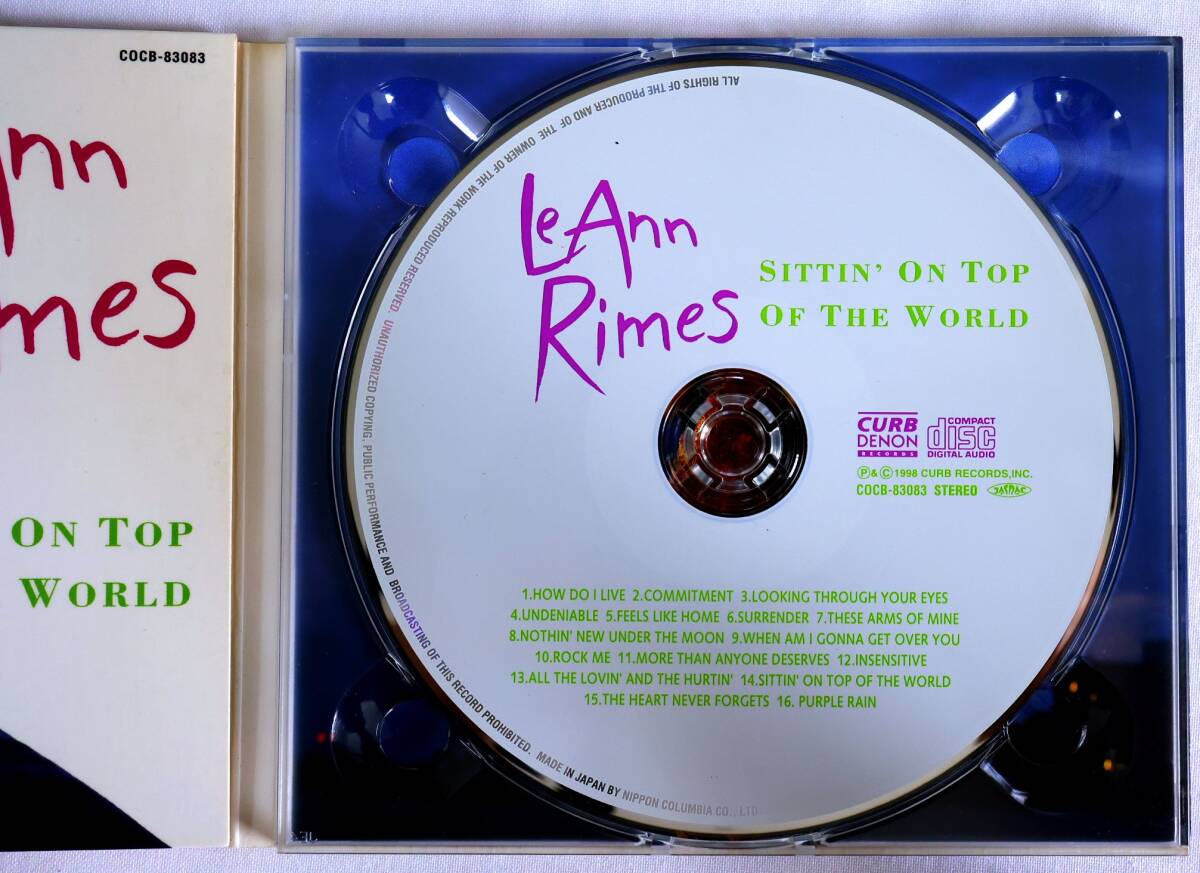 COCB-83083
nn
mes
ON TOP
WORLD
ALL RIGHTS OF THE PRODUCER AND OF THE OWNER OF THE WORK REPRODUCED RESERVED. UNAUTHORIZED COPYING, PUBLIC PERFORMANCE AND BROADCASTING OF THIS RECORD PROHIBITED. MADE IN JAPAN BY NIPPON COLUMBIA CO., LTD.
LeAnn
Rimes
SITTIN' ON TOP
OF THE WORLD
CURB
DENON
RECORDS
COMPACT
disc
DIGITAL AUDIO
Ⓟ&Ⓒ1998 CURB RECORDS,INC.
COCB-83083 STEREO JASRAC
1.HOW DO I LIVE 2.COMMITMENT 3.LOOKING THROUGH YOUR EYES
4.UNDENIABLE 5.FEELS LIKE HOME 6.SURRENDER 7.THESE ARMS OF MINE
8.NOTHIN' NEW UNDER THE MOON 9.WHEN AM I GONNA GET OVER YOU
10.ROCK ME 11.MORE THAN ANYONE DESERVES 12.INSENSITIVE
13.ALL THE LOVIN' AND THE HURTIN' 14.SITTIN' ON TOP OF THE WORLD
15.THE HEART NEVER FORGETS 16. PURPLE RAIN